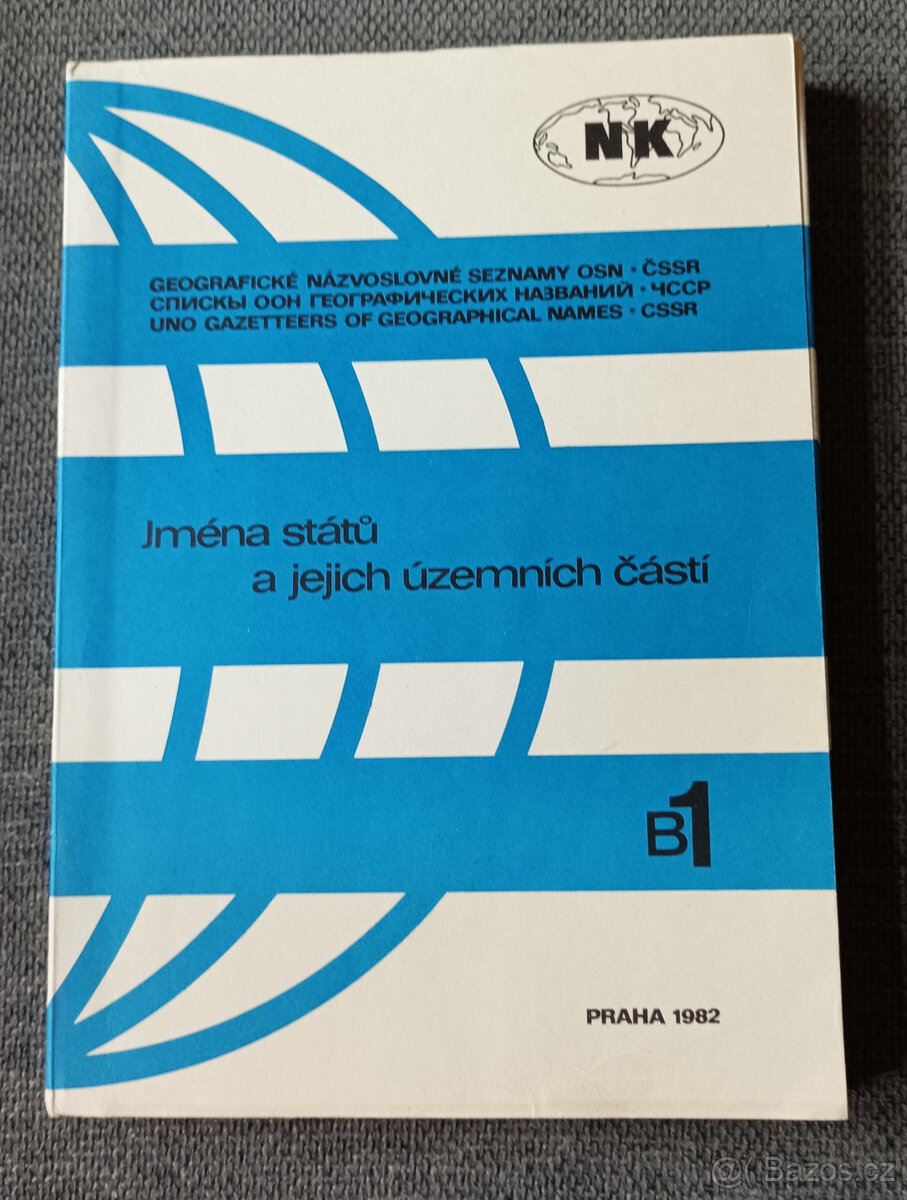 NK
GEOGRAFICKÉ NÁZVOSLOVNÉ SEZNAMY OSN · ČSSR
СПИСКЫ ООН ГЕОГРАФИЧЕСКИХ НАЗВАНИЙ · ЧССР
UNO GAZETTEERS OF GEOGRAPHICAL NAMES · CSSR
Jména států
a jejich územních částí
B1
PRAHA 1982
@( Bazos.cz